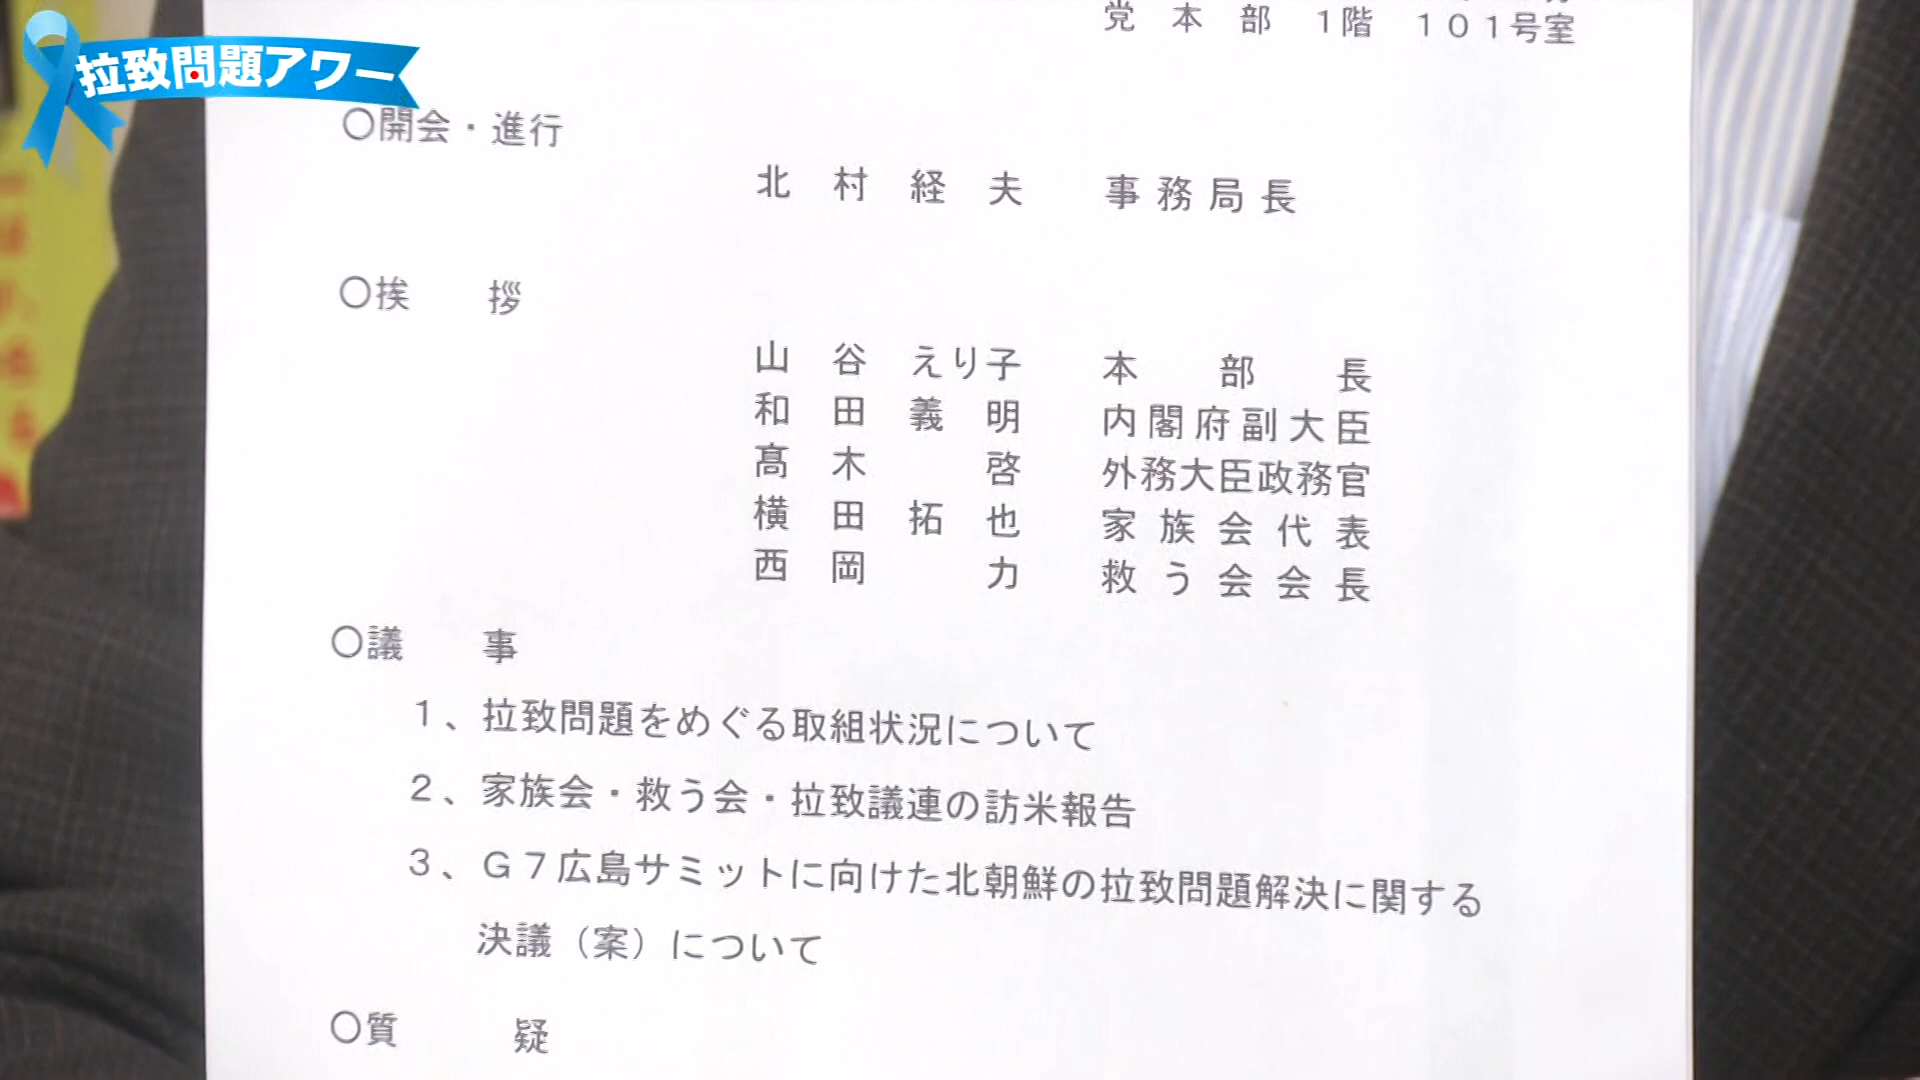 拉致問題アワー
党本部 1階 101号室
○開会・進行
北村経夫 事務局長
○挨拶
山谷えり子 本部長
和田義明 内閣府副大臣
髙木啓 外務大臣政務官
横田拓也 家族会代表
西岡力 救う会会長
○議事
1、拉致問題をめぐる取組状況について
2、家族会・救う会・拉致議連の訪米報告
3、G7広島サミットに向けた北朝鮮の拉致問題解決に関する
決議（案）について
○質疑